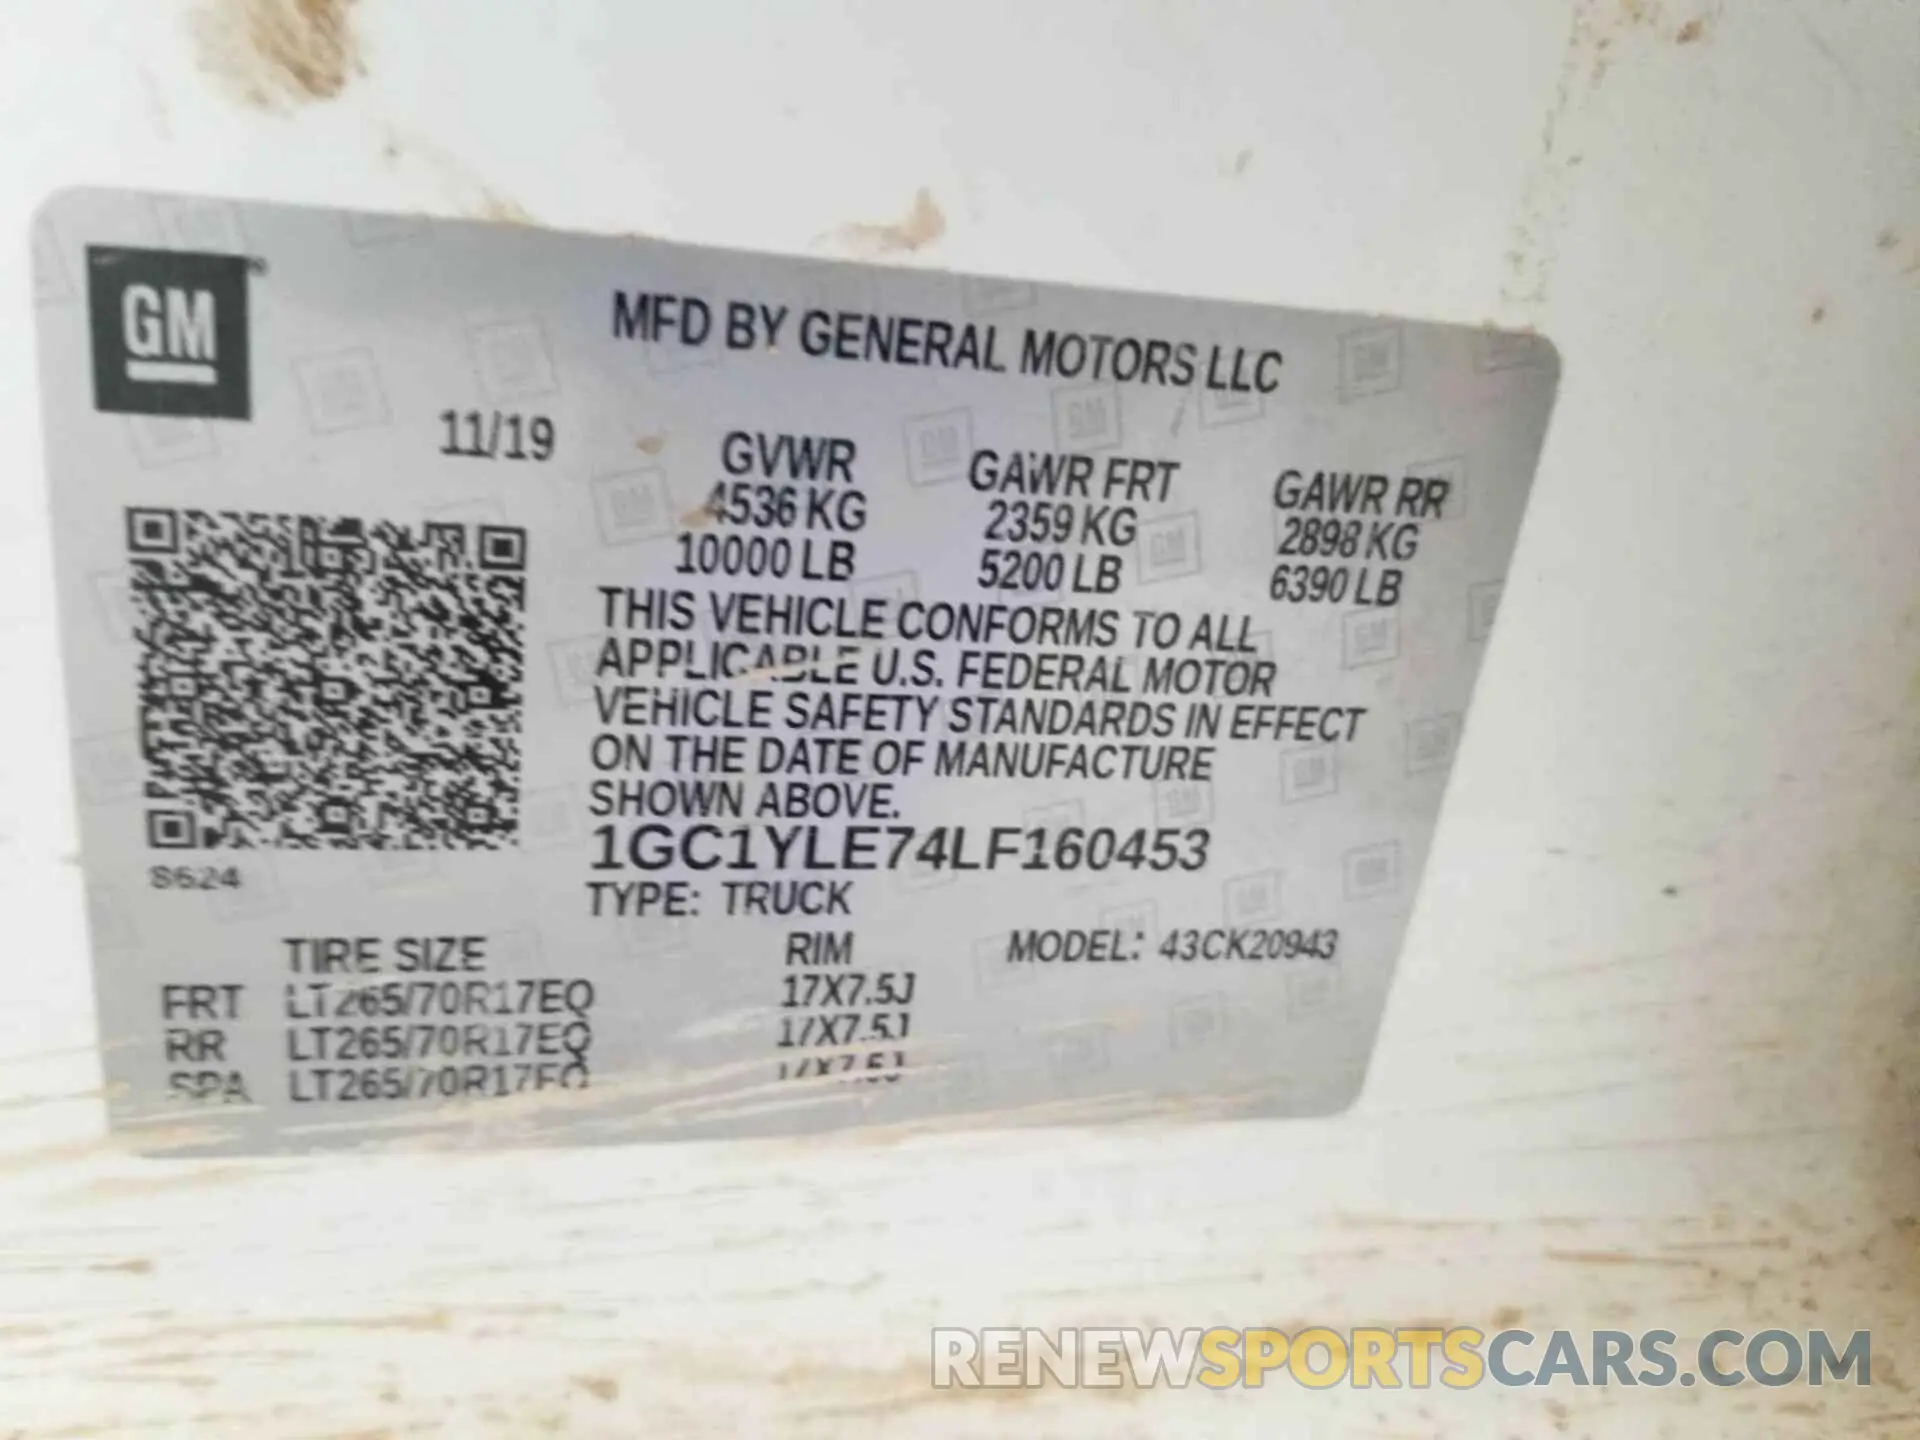 GM
MFD BY GENERAL MOTORS LLC
11/19
GVWR GAWR FRT GAWR RR
4536 KG 2359 KG 2898 KG
10000 LB 5200 LB 6390 LB
THIS VEHICLE CONFORMS TO ALL
APPLICABLE U.S. FEDERAL MOTOR
VEHICLE SAFETY STANDARDS IN EFFECT
ON THE DATE OF MANUFACTURE
SHOWN ABOVE.
1GC1YLE74LF160453
8624
TYPE: TRUCK
TIRE SIZE RIM MODEL: 43CK20943
FRT LT265/70R17EQ 17X7.5J
RR LT265/70R17EQ 17X7.5J
SPA LT265/70R17EQ 17X7.5J
RENEWSPORTSCARS.COM